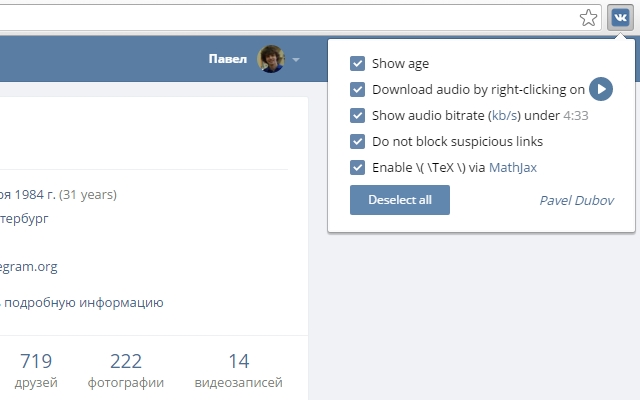 Павел
Show age
Download audio by right-clicking on
Show audio bitrate (kb/s) under 4:33
Do not block suspicious links
Enable \( \TeX \) via MathJax
Deselect all
Pavel Dubov
ря 1984 г. (31 years)
тербург
egram.org
ь подробную информацию
719
друзей
222
фотографии
14
видеозаписей